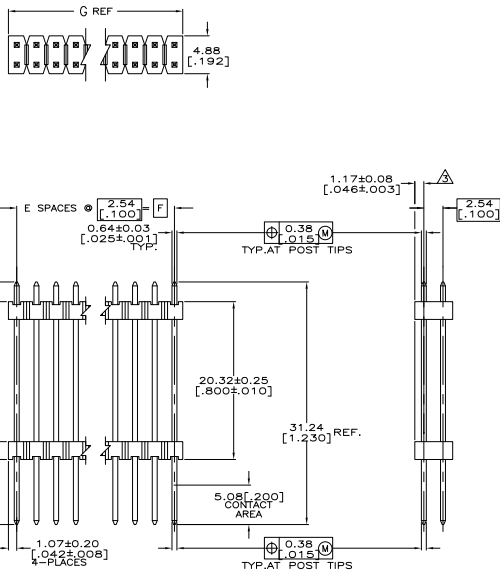 G REF
4.88
[.192]
1.17±0.08
[.046±.003]
3
E SPACES @ 2.54 = F
[.100]
2.54
[.100]
0.64±0.03
[.025±.001]
TYP.
⌖ 0.38 Ⓜ
[.015]
TYP.AT POST TIPS
20.32±0.25
[.800±.010]
31.24 REF.
[1.230]
5.08[.200]
CONTACT
AREA
1.07±0.20
[.042±.008]
4-PLACES
⌖ 0.38 Ⓜ
[.015]
TYP.AT POST TIPS